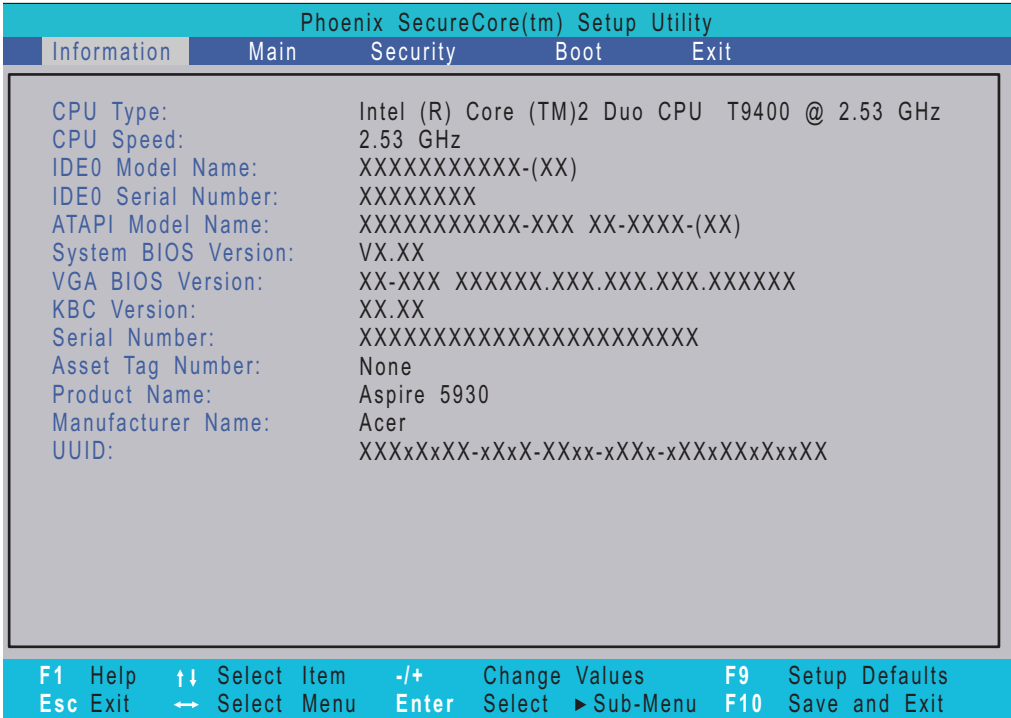 Phoenix SecureCore(tm) Setup Utility
Information Main Security Boot Exit
CPU Type: Intel (R) Core (TM)2 Duo CPU T9400 @ 2.53 GHz
CPU Speed: 2.53 GHz
IDE0 Model Name: XXXXXXXXXXX-(XX)
IDE0 Serial Number: XXXXXXXX
ATAPI Model Name: XXXXXXXXXXX-XXX XX-XXXX-(XX)
System BIOS Version: VX.XX
VGA BIOS Version: XX-XXX XXXXXX.XXX.XXX.XXX.XXXXXX
KBC Version: XX.XX
Serial Number: XXXXXXXXXXXXXXXXXXXXXXX
Asset Tag Number: None
Product Name: Aspire 5930
Manufacturer Name: Acer
UUID: XXXxXxXX-xXxX-XXxx-xXXx-xXXxXXxXxxXX
F1 Help ↑↓ Select Item -/+ Change Values F9 Setup Defaults
Esc Exit ↔ Select Menu Enter Select ▶Sub-Menu F10 Save and Exit